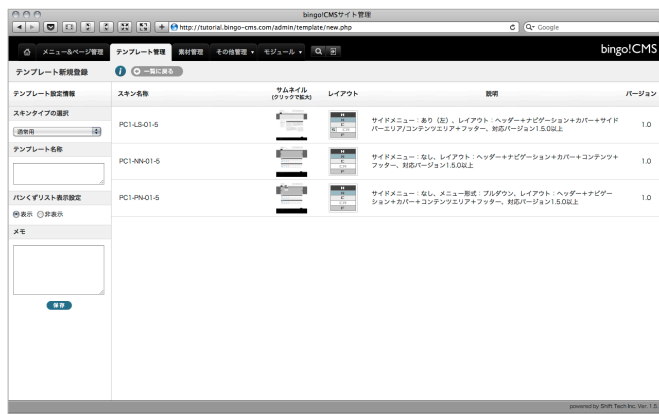 bingo!CMSサイト管理
http://tutorial.bingo-cms.com/admin/template/new.php
Google
メニュー&ページ管理 テンプレート管理 素材管理 その他管理 モジュール
bingo!CMS
テンプレート新規登録 一覧に戻る
テンプレート設定情報
スキンタイプの選択
通常用
テンプレート名称
パンくずリスト表示設定
表示 非表示
メモ
保存
スキン名称 サムネイル レイアウト 説明 バージョン
(クリックで拡大)
PC1-LS-01-5
サイドメニュー:あり(左)、レイアウト:ヘッダー+ナビゲーション+カバー+サイド
バーエリア/コンテンツエリア+フッター、対応バージョン1.5.0以上
1.0
PC1-NN-01-5
サイドメニュー:なし、レイアウト:ヘッダー+ナビゲーション+カバー+コンテンツ+
フッター、対応バージョン1.5.0以上
1.0
PC1-PN-01-5
サイドメニュー:なし、メニュー形式:プルダウン、レイアウト:ヘッダー+ナビゲー
ション+カバー+コンテンツエリア+フッター、対応バージョン1.5.0以上
1.0
powered by Shift Tech Inc. Ver: 1.5